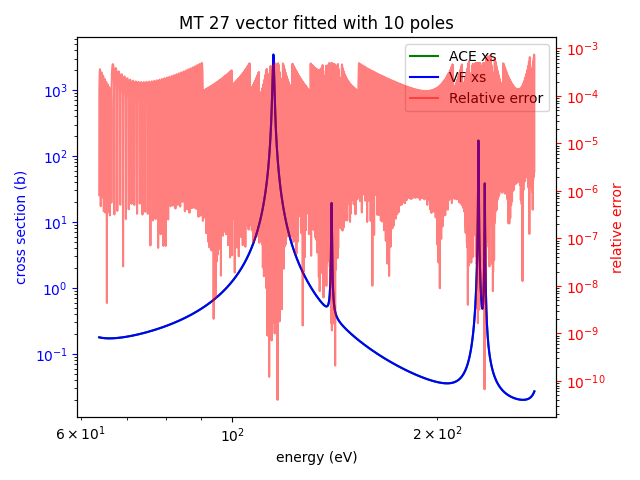 MT 27 vector fitted with 10 poles
ACE xs
VF xs
Relative error
10³
10²
10¹
10⁰
10⁻¹
cross section (b)
10⁻³
10⁻⁴
10⁻⁵
10⁻⁶
10⁻⁷
10⁻⁸
10⁻⁹
10⁻¹⁰
relative error
6 × 10¹
10²
2 × 10²
energy (eV)